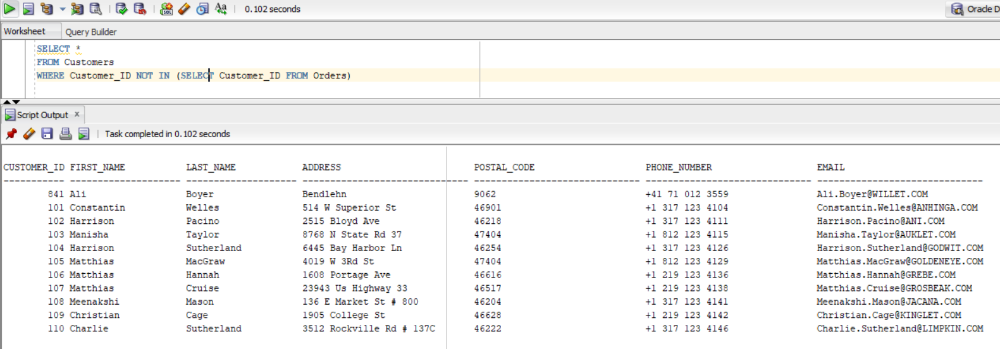 0.102 seconds
Oracle D
Worksheet Query Builder
SELECT *
FROM Customers
WHERE Customer_ID NOT IN (SELECT Customer_ID FROM Orders)
Script Output x
Task completed in 0.102 seconds
CUSTOMER_ID FIRST_NAME LAST_NAME ADDRESS POSTAL_CODE PHONE_NUMBER EMAIL
----------- -------------------- -------------------- ------------------------------ ------------------------------ ------------------------------ ------------------------------
841 Ali Boyer Bendlehn 9062 +41 71 012 3559 Ali.Boyer@WILLET.COM
101 Constantin Welles 514 W Superior St 46901 +1 317 123 4104 Constantin.Welles@ANHINGA.COM
102 Harrison Pacino 2515 Bloyd Ave 46218 +1 317 123 4111 Harrison.Pacino@ANI.COM
103 Manisha Taylor 8768 N State Rd 37 47404 +1 812 123 4115 Manisha.Taylor@AUKLET.COM
104 Harrison Sutherland 6445 Bay Harbor Ln 46254 +1 317 123 4126 Harrison.Sutherland@GODWIT.COM
105 Matthias MacGraw 4019 W 3Rd St 47404 +1 812 123 4129 Matthias.MacGraw@GOLDENEYE.COM
106 Matthias Hannah 1608 Portage Ave 46616 +1 219 123 4136 Matthias.Hannah@GREBE.COM
107 Matthias Cruise 23943 Us Highway 33 46517 +1 219 123 4138 Matthias.Cruise@GROSBEAK.COM
108 Meenakshi Mason 136 E Market St # 800 46204 +1 317 123 4141 Meenakshi.Mason@JACANA.COM
109 Christian Cage 1905 College St 46628 +1 219 123 4142 Christian.Cage@KINGLET.COM
110 Charlie Sutherland 3512 Rockville Rd # 137C 46222 +1 317 123 4146 Charlie.Sutherland@LIMPKIN.COM